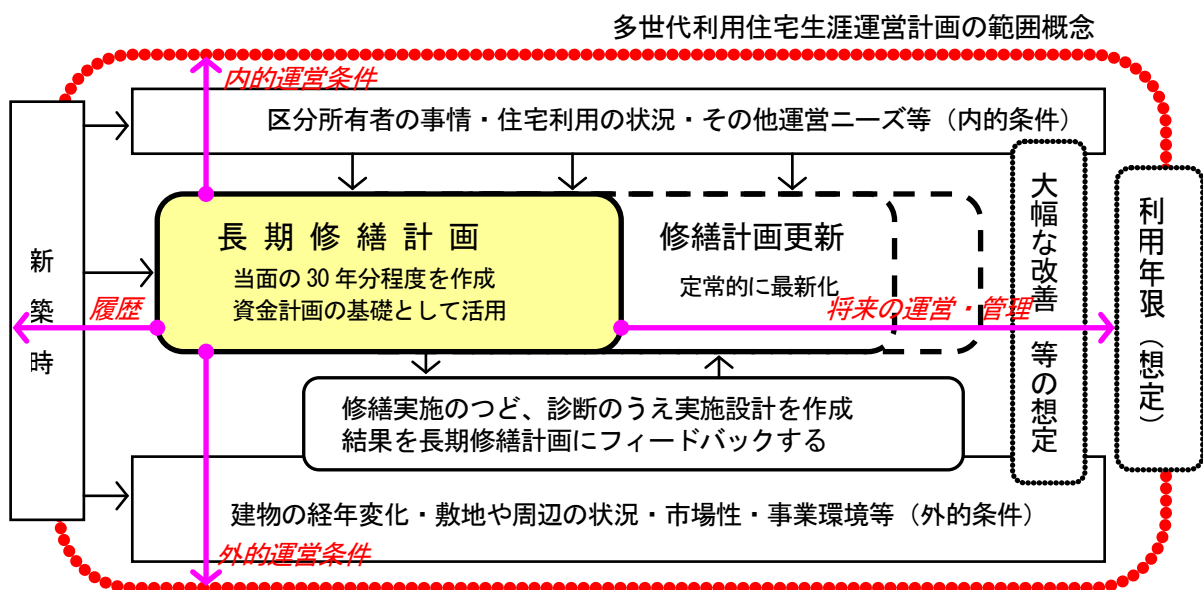 多世代利用住宅生涯運営計画の範囲概念
内的運営条件
区分所有者の事情・住宅利用の状況・その他運営ニーズ等（内的条件）
新築時
長期修繕計画
当面の30年分程度を作成
資金計画の基礎として活用
修繕計画更新
定常的に最新化
履歴
将来の運営・管理
大幅な改善 等の想定
利用年限（想定）
修繕実施のつど、診断のうえ実施設計を作成
結果を長期修繕計画にフィードバックする
建物の経年変化・敷地や周辺の状況・市場性・事業環境等（外的条件）
外的運営条件